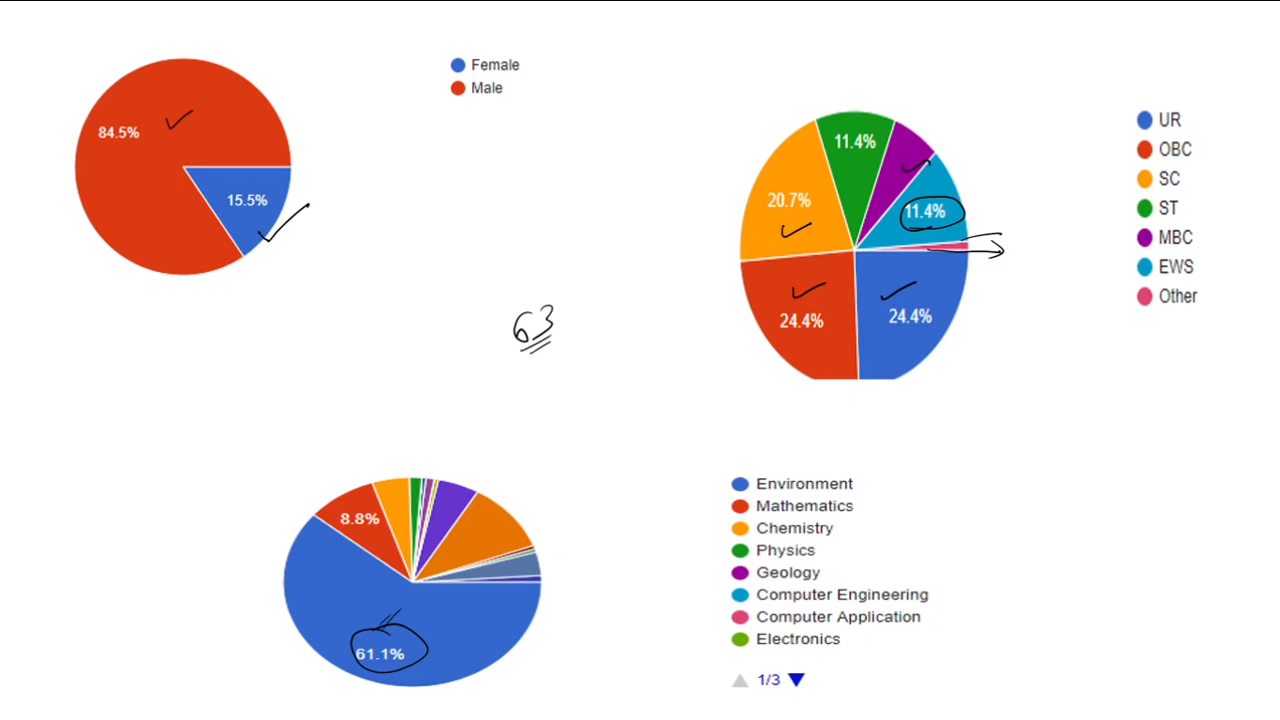 Female
Male
84.5%
15.5%
UR
OBC
SC
ST
MBC
EWS
Other
11.4%
20.7%
11.4%
24.4%
24.4%
63
Environment
Mathematics
Chemistry
Physics
Geology
Computer Engineering
Computer Application
Electronics
1/3
8.8%
61.1%